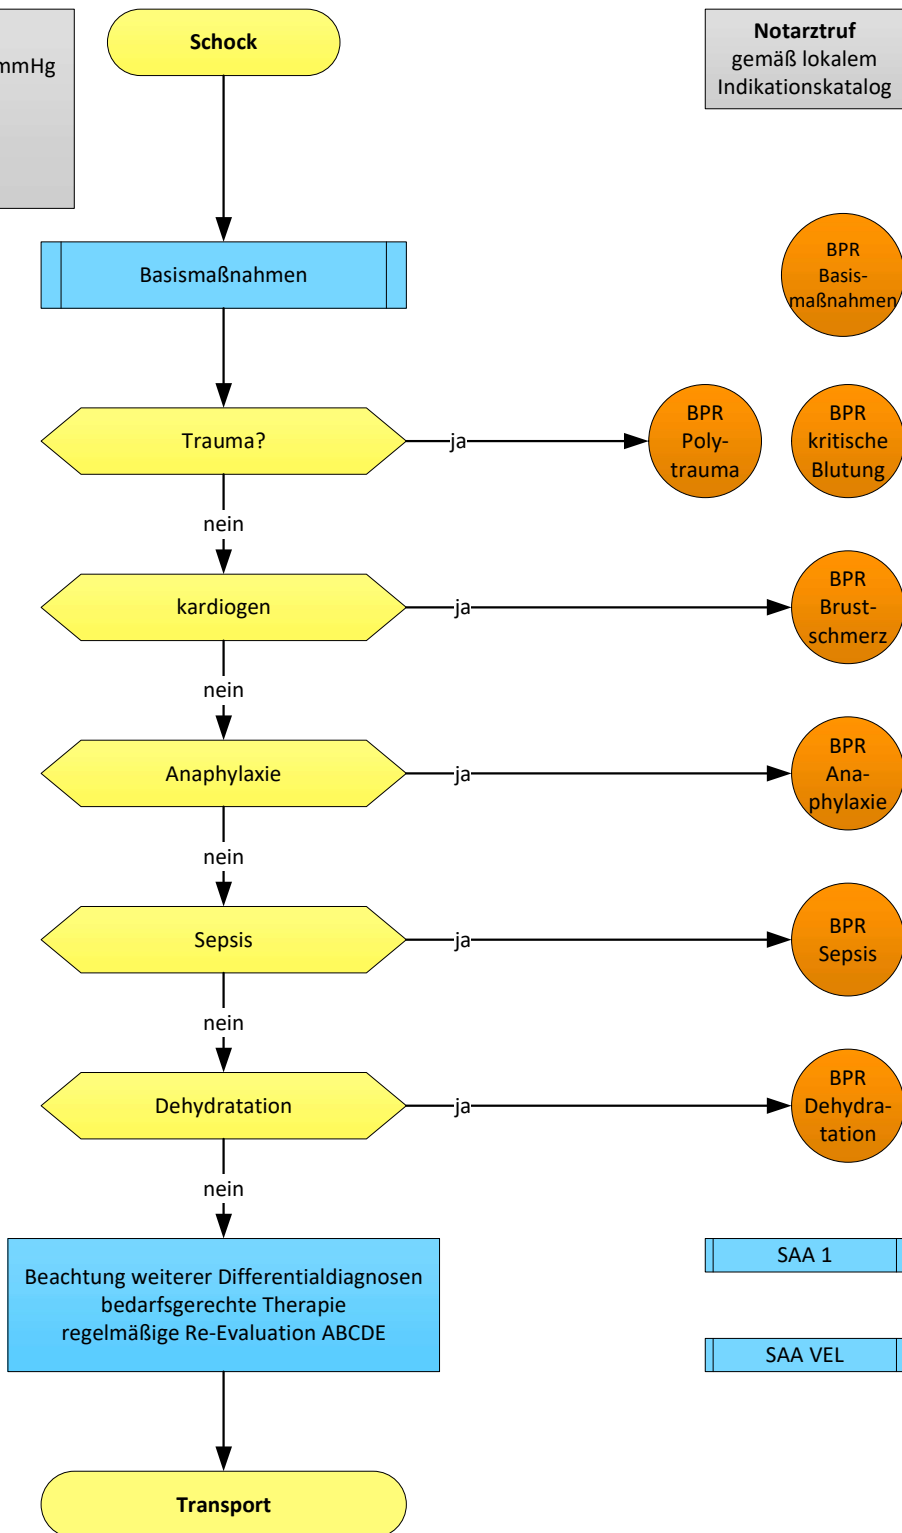 Schock
mmHg
Notarztruf
gemäß lokalem
Indikationskatalog
Basismaßnahmen
BPR
Basis-
maßnahmen
Trauma?
ja
BPR
Poly-
trauma
BPR
kritische
Blutung
nein
kardiogen
ja
BPR
Brust-
schmerz
nein
Anaphylaxie
ja
BPR
Ana-
phylaxie
nein
Sepsis
ja
BPR
Sepsis
nein
Dehydratation
ja
BPR
Dehydra-
tation
nein
Beachtung weiterer Differentialdiagnosen
bedarfsgerechte Therapie
regelmäßige Re-Evaluation ABCDE
SAA 1
SAA VEL
Transport